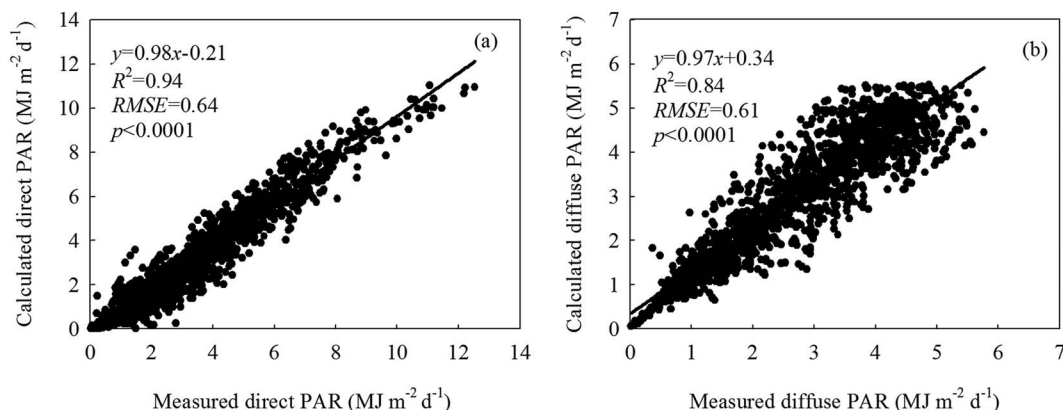 (a)
y=0.98x-0.21
R²=0.94
RMSE=0.64
p<0.0001
Calculated direct PAR (MJ m⁻² d⁻¹)
14
12
10
8
6
4
2
0
0 2 4 6 8 10 12 14
Measured direct PAR (MJ m⁻² d⁻¹)
(b)
y=0.97x+0.34
R²=0.84
RMSE=0.61
p<0.0001
Calculated diffuse PAR (MJ m⁻² d⁻¹)
7
6
5
4
3
2
1
0
0 1 2 3 4 5 6 7
Measured diffuse PAR (MJ m⁻² d⁻¹)